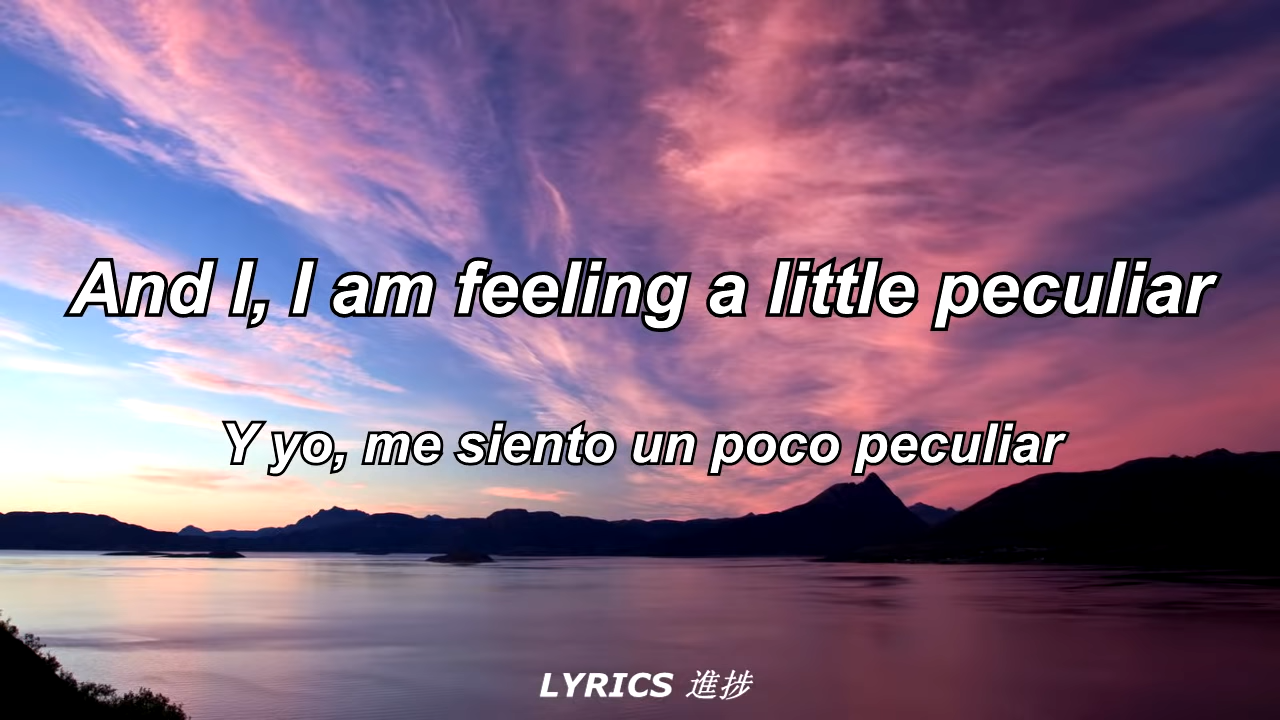 And I, I am feeling a little peculiar
Y yo, me siento un poco peculiar
LYRICS 進捗